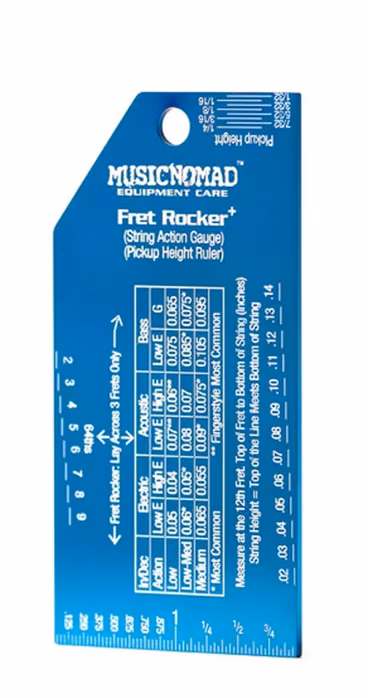 7/32
5/32
3/32
1/32
1/4
3/16
1/8
1/16
Pickup Height
MUSICNOMAD™
EQUIPMENT CARE
Fret Rocker+
(String Action Gauge)
(Pickup Height Ruler)
In/Dec Electric Acoustic Bass
Action Low E High E Low E High E Low E G
Low 0.05 0.04 0.07** 0.06** 0.075 0.065
Low-Med 0.06* 0.05* 0.08 0.07 0.085* 0.075*
Medium 0.065 0.055 0.09* 0.075* 0.105 0.095
* Most Common ** Fingerstyle Most Common
Measure at the 12th Fret. Top of Fret to Bottom of String (inches)
String Height = Top of the Line Meets Bottom of String
.02 .03 .04 .05 .06 .07 .08 .09 .10 .11 .12 .13 .14
Fret Rocker: Lay Across 3 Frets Only
64ths
2 3 4 5 6 7 8 9
.125 .250 .375 .500 .625 .750 .875
1 1/4 1/2 3/4